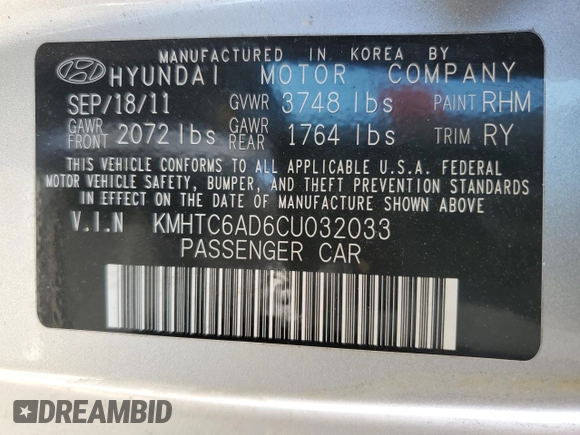 MANUFACTURED IN KOREA BY
HYUNDAI MOTOR COMPANY
SEP/18/11 GVWR 3748 lbs PAINT RHM
GAWR FRONT 2072 lbs GAWR REAR 1764 lbs TRIM RY
THIS VEHICLE CONFORMS TO ALL APPLICABLE U.S.A. FEDERAL
MOTOR VEHICLE SAFETY, BUMPER, AND THEFT PREVENTION STANDARDS
IN EFFECT ON THE DATE OF MANUFACTURE SHOWN ABOVE.
V.I.N KMHTC6AD6CU032033
PASSENGER CAR
DREAMBID